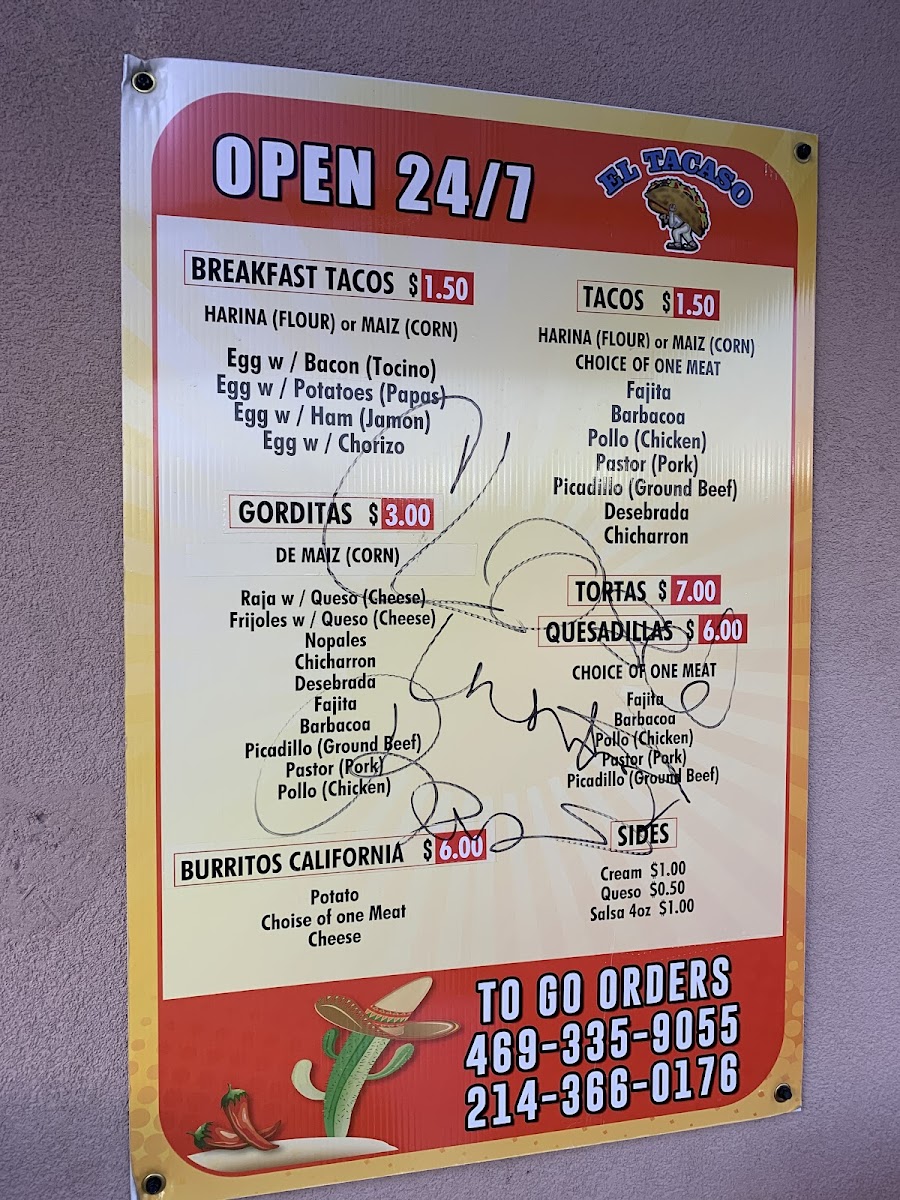 OPEN 24/7
EL TACASO
BREAKFAST TACOS $1.50
HARINA (FLOUR) or MAIZ (CORN)
Egg w / Bacon (Tocino)
Egg w / Potatoes (Papas)
Egg w / Ham (Jamon)
Egg w / Chorizo
GORDITAS $3.00
DE MAIZ (CORN)
Raja w / Queso (Cheese)
Frijoles w / Queso (Cheese)
Nopales
Chicharron
Desebrada
Fajita
Barbacoa
Picadillo (Ground Beef)
Pastor (Pork)
Pollo (Chicken)
BURRITOS CALIFORNIA $6.00
Potato
Choise of one Meat
Cheese
TACOS $1.50
HARINA (FLOUR) or MAIZ (CORN)
CHOICE OF ONE MEAT
Fajita
Barbacoa
Pollo (Chicken)
Pastor (Pork)
Picadillo (Ground Beef)
Desebrada
Chicharron
TORTAS $7.00
QUESADILLAS $6.00
CHOICE OF ONE MEAT
Fajita
Barbacoa
Pollo (Chicken)
Pastor (Pork)
Picadillo (Ground Beef)
SIDES
Cream $1.00
Queso $0.50
Salsa 4oz $1.00
TO GO ORDERS
469-335-9055
214-366-0176